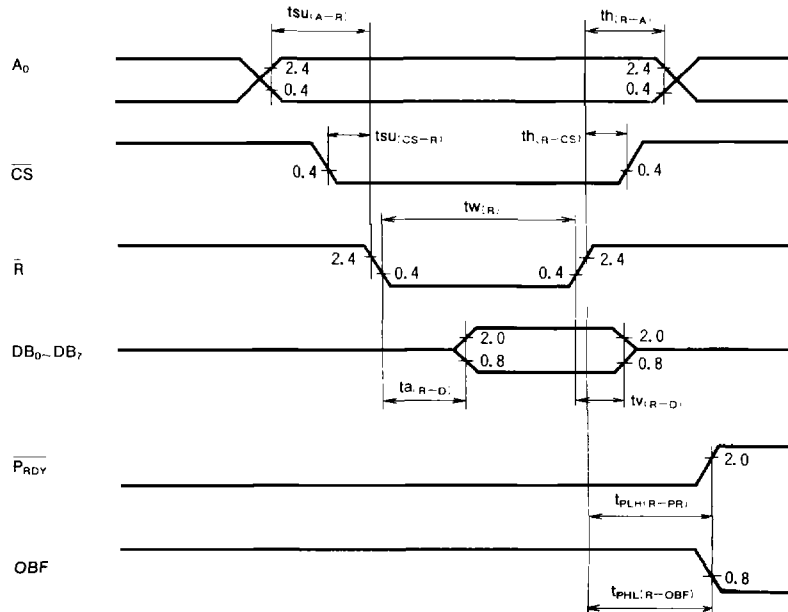 tsu(A-R) th(R-A)
A0 2.4 2.4
0.4 0.4
tsu(CS-R) th(R-CS)
CS 0.4 0.4
tw(R)
R 2.4 0.4 0.4 2.4
DB0~DB7 2.0 2.0
0.8 0.8
ta(R-D) tv(R-D)
PRDY 2.0
tPLH(R-PR)
OBF 0.8
tPHL(R-OBF)